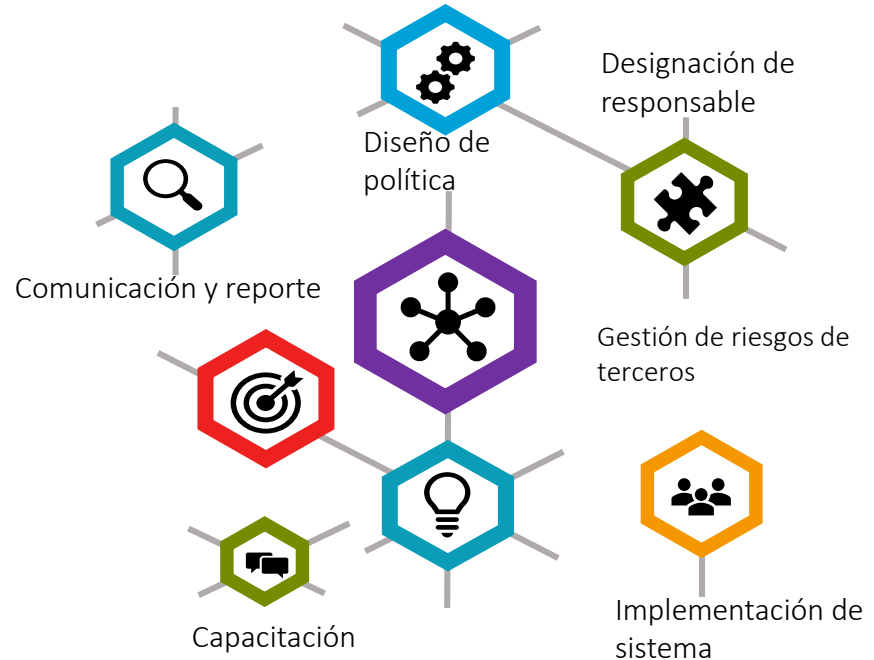 Designación de
responsable
Diseño de
política
Comunicación y reporte
Gestión de riesgos de
terceros
Implementación de
sistema
Capacitación